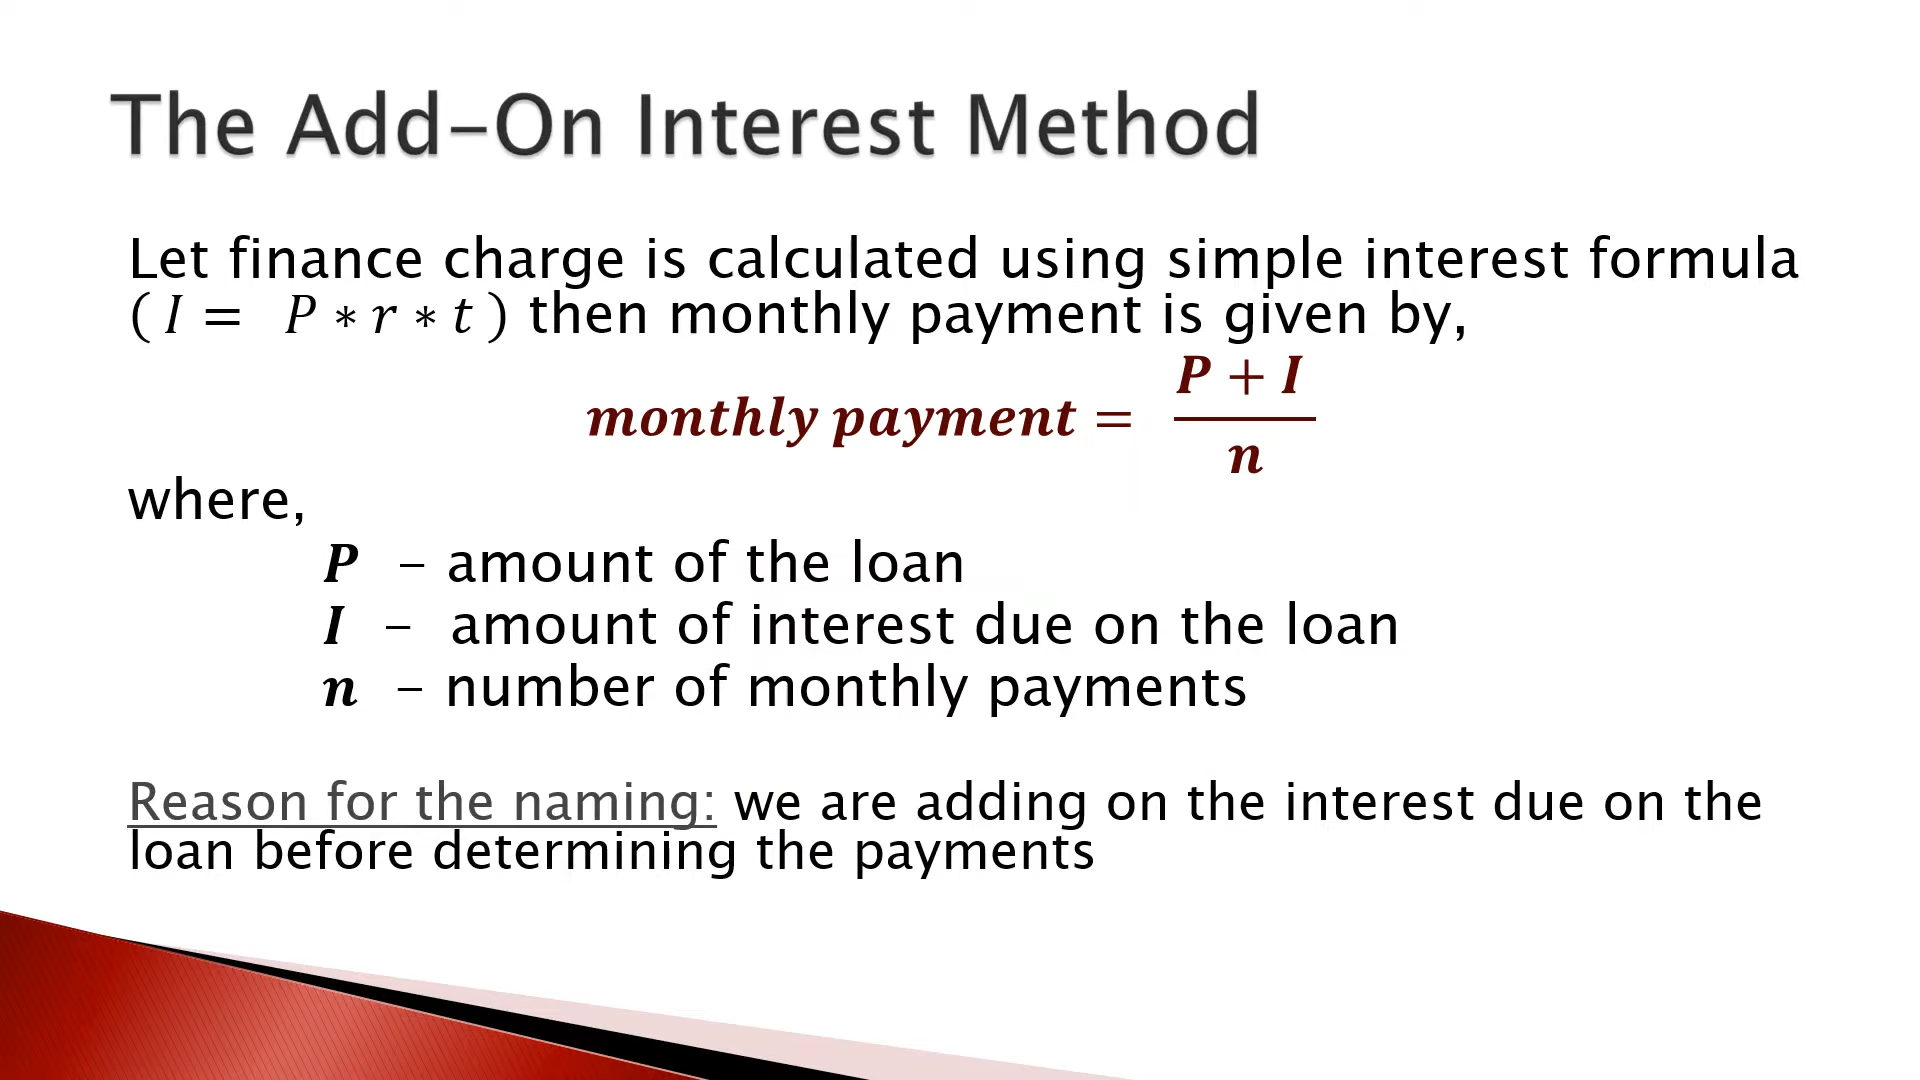 The Add-On Interest Method
Let finance charge is calculated using simple interest formula
( I = P ∗ r ∗ t ) then monthly payment is given by,
monthly payment = (P + I) / n
where,
P – amount of the loan
I – amount of interest due on the loan
n – number of monthly payments
Reason for the naming: we are adding on the interest due on the
loan before determining the payments